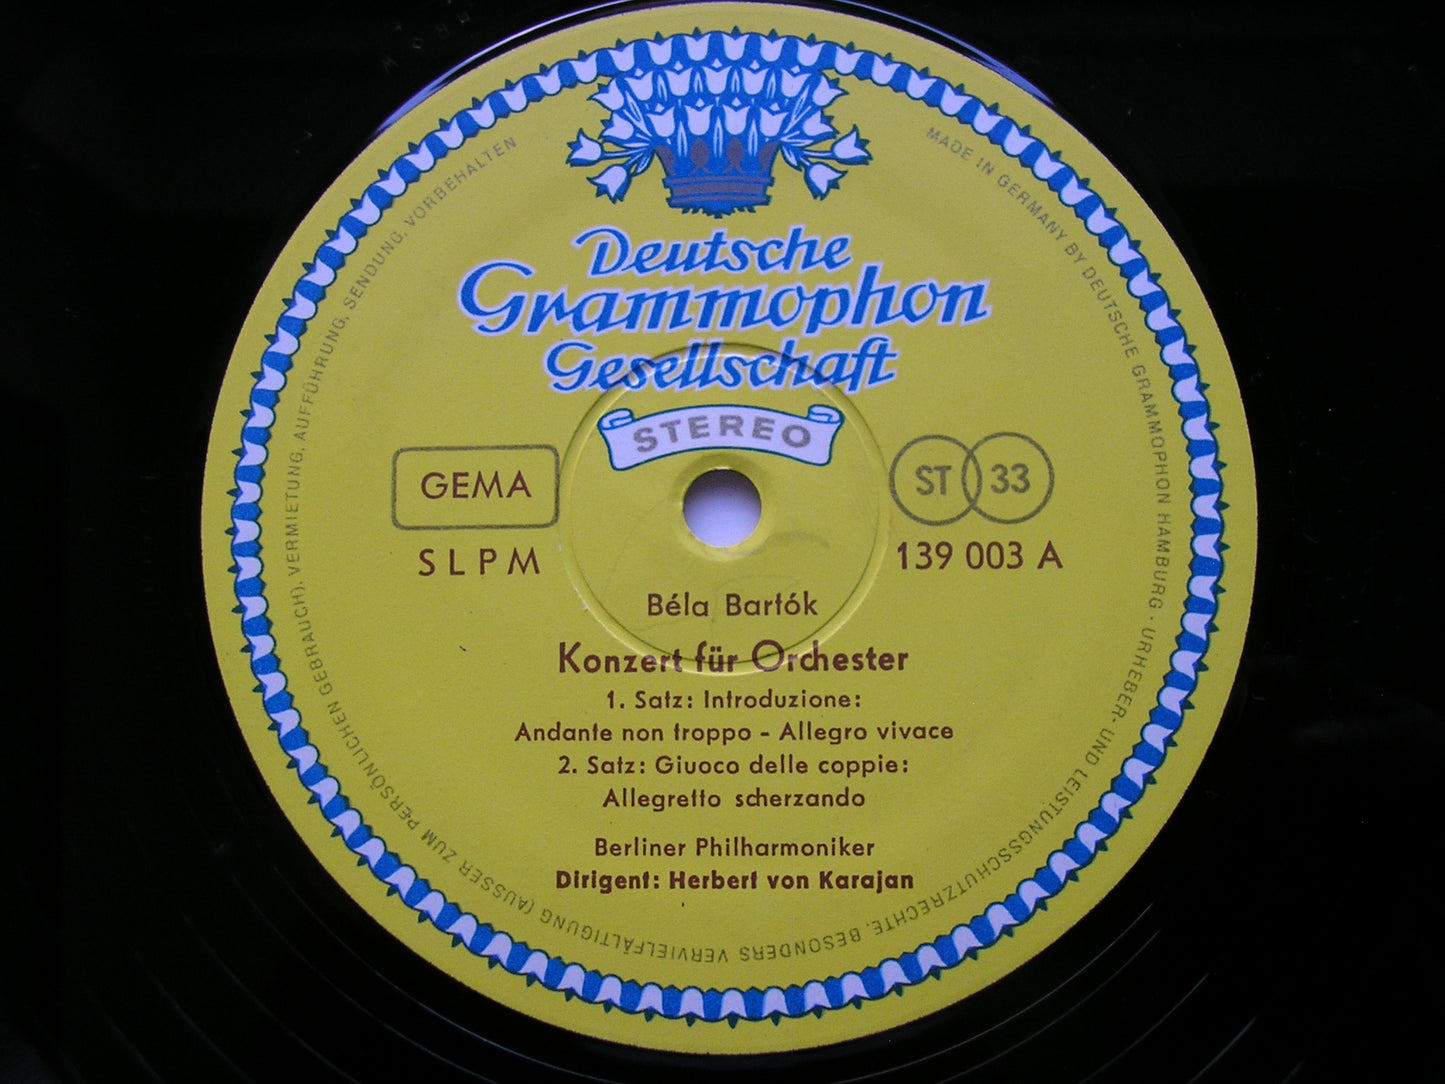 Deutsche
Grammophon
Gesellschaft
STEREO
GEMA
ST 33
SLPM
139 003 A
Béla Bartók
Konzert für Orchester
1. Satz: Introduzione:
Andante non troppo - Allegro vivace
2. Satz: Giuoco delle coppie:
Allegretto scherzando
Berliner Philharmoniker
Dirigent: Herbert von Karajan
MADE IN GERMANY BY DEUTSCHE GRAMMOPHON HAMBURG · URHEBER- UND LEISTUNGSSCHUTZRECHTE, BESONDERS VERVIELFÄLTIGUNG (AUSSER ZUM PERSÖNLICHEN GEBRAUCH), VERMIETUNG, AUFFÜHRUNG, SENDUNG, VORBEHALTEN